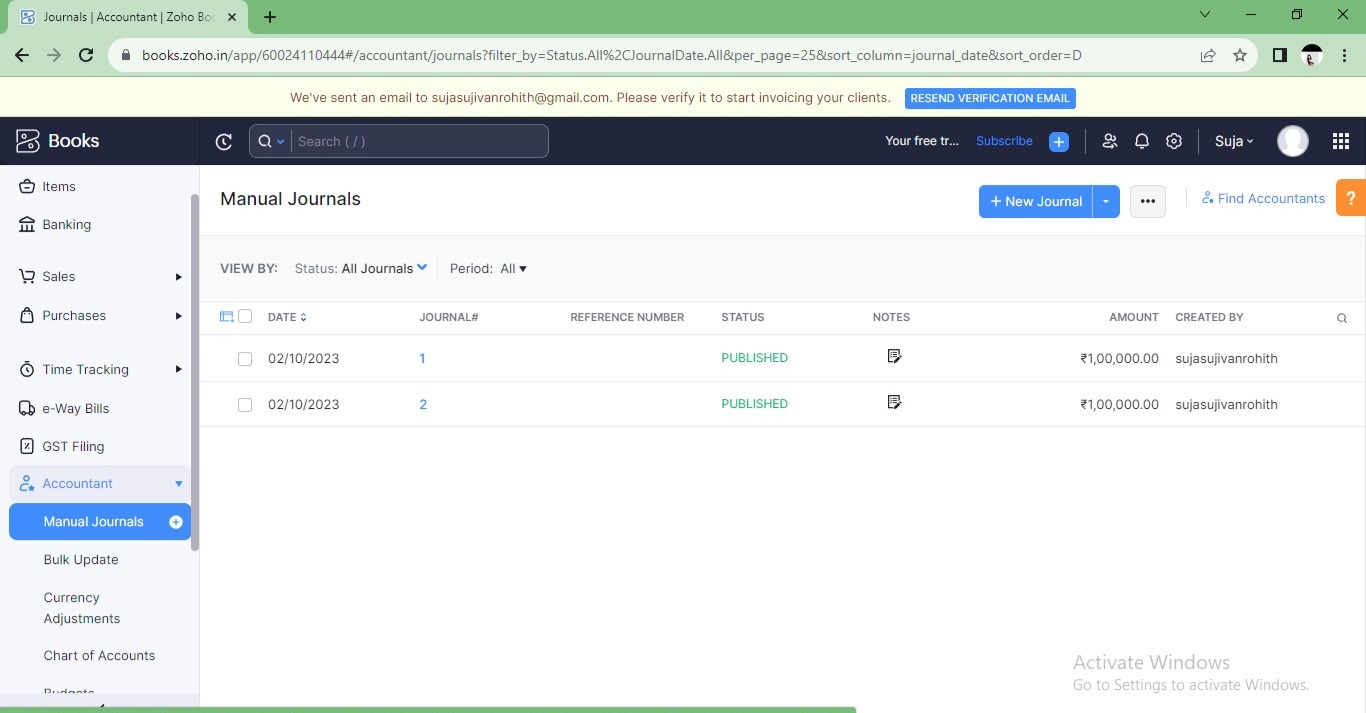 Journals | Accountant | Zoho Boo
books.zoho.in/app/60024110444#/accountant/journals?filter_by=Status.All%2CJournalDate.All&per_page=25&sort_column=journal_date&sort_order=D
We've sent an email to sujasujivanrohith@gmail.com. Please verify it to start invoicing your clients. RESEND VERIFICATION EMAIL
Books
Search ( / )
Your free tr... Subscribe
Suja
Items
Banking
Sales
Purchases
Time Tracking
e-Way Bills
GST Filing
Accountant
Manual Journals
Bulk Update
Currency
Adjustments
Chart of Accounts
Budgets
Manual Journals
+ New Journal
Find Accountants
?
VIEW BY: Status: All Journals Period: All
DATE JOURNAL# REFERENCE NUMBER STATUS NOTES AMOUNT CREATED BY
02/10/2023 1 PUBLISHED ₹1,00,000.00 sujasujivanrohith
02/10/2023 2 PUBLISHED ₹1,00,000.00 sujasujivanrohith
Activate Windows
Go to Settings to activate Windows.